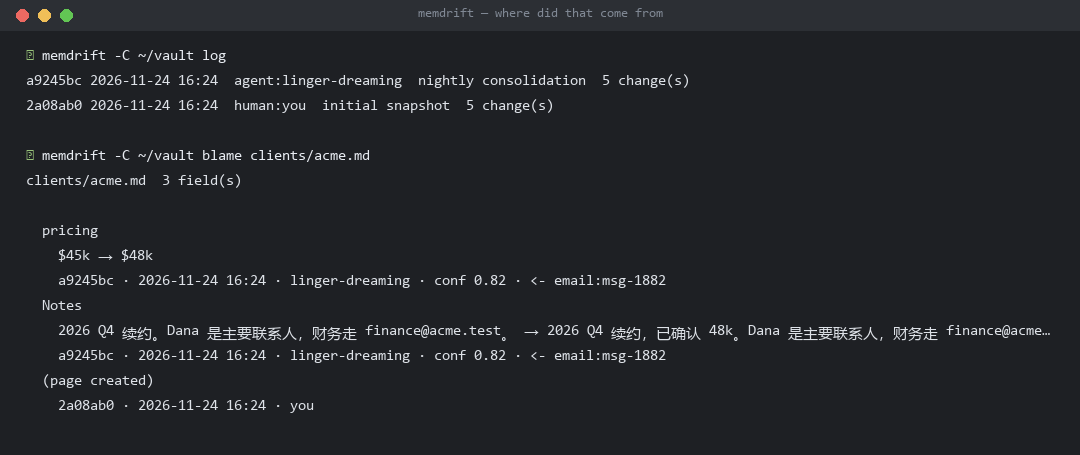 memdrift — where did that come from
memdrift -C ~/vault log
a9245bc 2026-11-24 16:24  agent:linger-dreaming  nightly consolidation  5 change(s)
2a08ab0 2026-11-24 16:24  human:you  initial snapshot  5 change(s)
memdrift -C ~/vault blame clients/acme.md
clients/acme.md  3 field(s)
pricing
$45k → $48k
a9245bc · 2026-11-24 16:24 · linger-dreaming · conf 0.82 · <- email:msg-1882
Notes
2026 Q4 续约。Dana 是主要联系人，财务走 finance@acme.test。 → 2026 Q4 续约，已确认 48k。Dana 是主要联系人，财务走 finance@acme…
a9245bc · 2026-11-24 16:24 · linger-dreaming · conf 0.82 · <- email:msg-1882
(page created)
2a08ab0 · 2026-11-24 16:24 · you